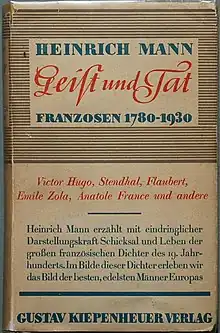 HEINRICH MANN
Geist und Tat
FRANZOSEN 1780-1930
Victor Hugo, Stendhal, Flaubert,
Emile Zola, Anatole France und andere
Heinrich Mann erzählt mit eindringlicher
Darstellungskraft Schicksal und Leben der
großen französischen Dichter des 19. Jahr-
hunderts. Im Bilde dieser Dichter erleben wir
das Bild der besten, edelsten Männer Europas
GUSTAV KIEPENHEUER VERLAG